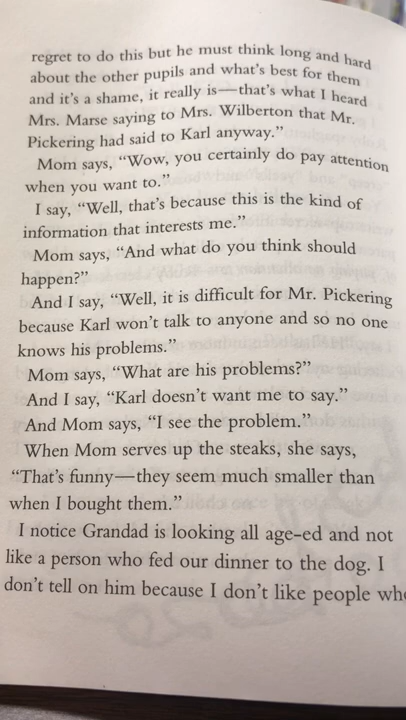 regret to do this but he must think long and hard
about the other pupils and what's best for them
and it's a shame, it really is—that's what I heard
Mrs. Marse saying to Mrs. Wilberton that Mr.
Pickering had said to Karl anyway."
Mom says, "Wow, you certainly do pay attention
when you want to."
I say, "Well, that's because this is the kind of
information that interests me."
Mom says, "And what do you think should
happen?"
And I say, "Well, it is difficult for Mr. Pickering
because Karl won't talk to anyone and so no one
knows his problems."
Mom says, "What are his problems?"
And I say, "Karl doesn't want me to say."
And Mom says, "I see the problem."
When Mom serves up the steaks, she says,
"That's funny—they seem much smaller than
when I bought them."
I notice Grandad is looking all age-ed and not
like a person who fed our dinner to the dog. I
don't tell on him because I don't like people who